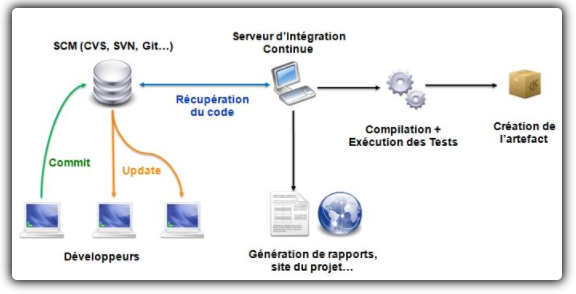 SCM (CVS, SVN, Git...)
Serveur d'Intégration
Continue
Récupération
du code
Compilation +
Exécution des Tests
Création de
l'artefact
Commit
Update
Développeurs
Génération de rapports,
site du projet...